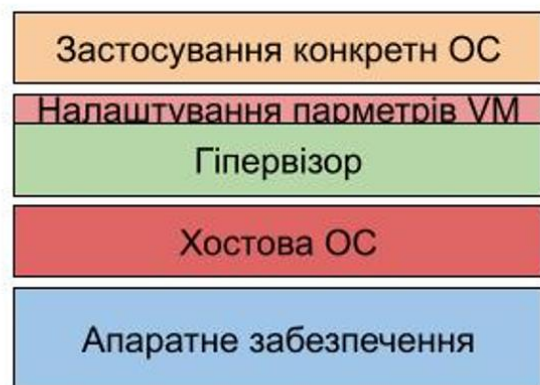 Застосування конкретн ОС
Налаштування парметрів VM
Гіпервізор
Хостова ОС
Апаратне забезпечення